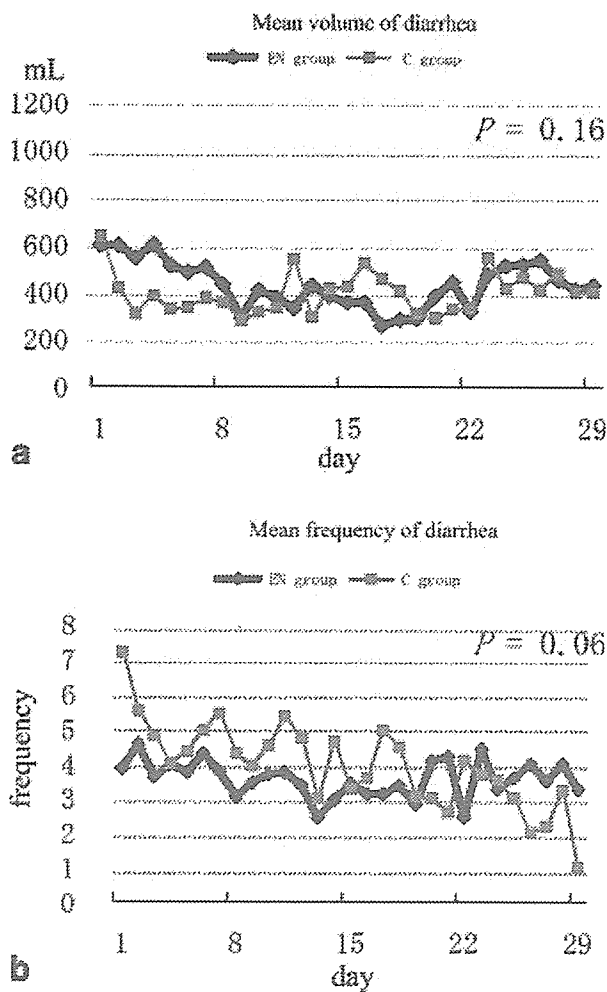 Mean volume of diarrhea
EN group C group
mL
1200
1000
800
600
400
200
0
P = 0.16
1 8 15 22 29
day
a
Mean frequency of diarrhea
EN group C group
frequency
8
7
6
5
4
3
2
1
0
P = 0.06
1 8 15 22 29
day
b